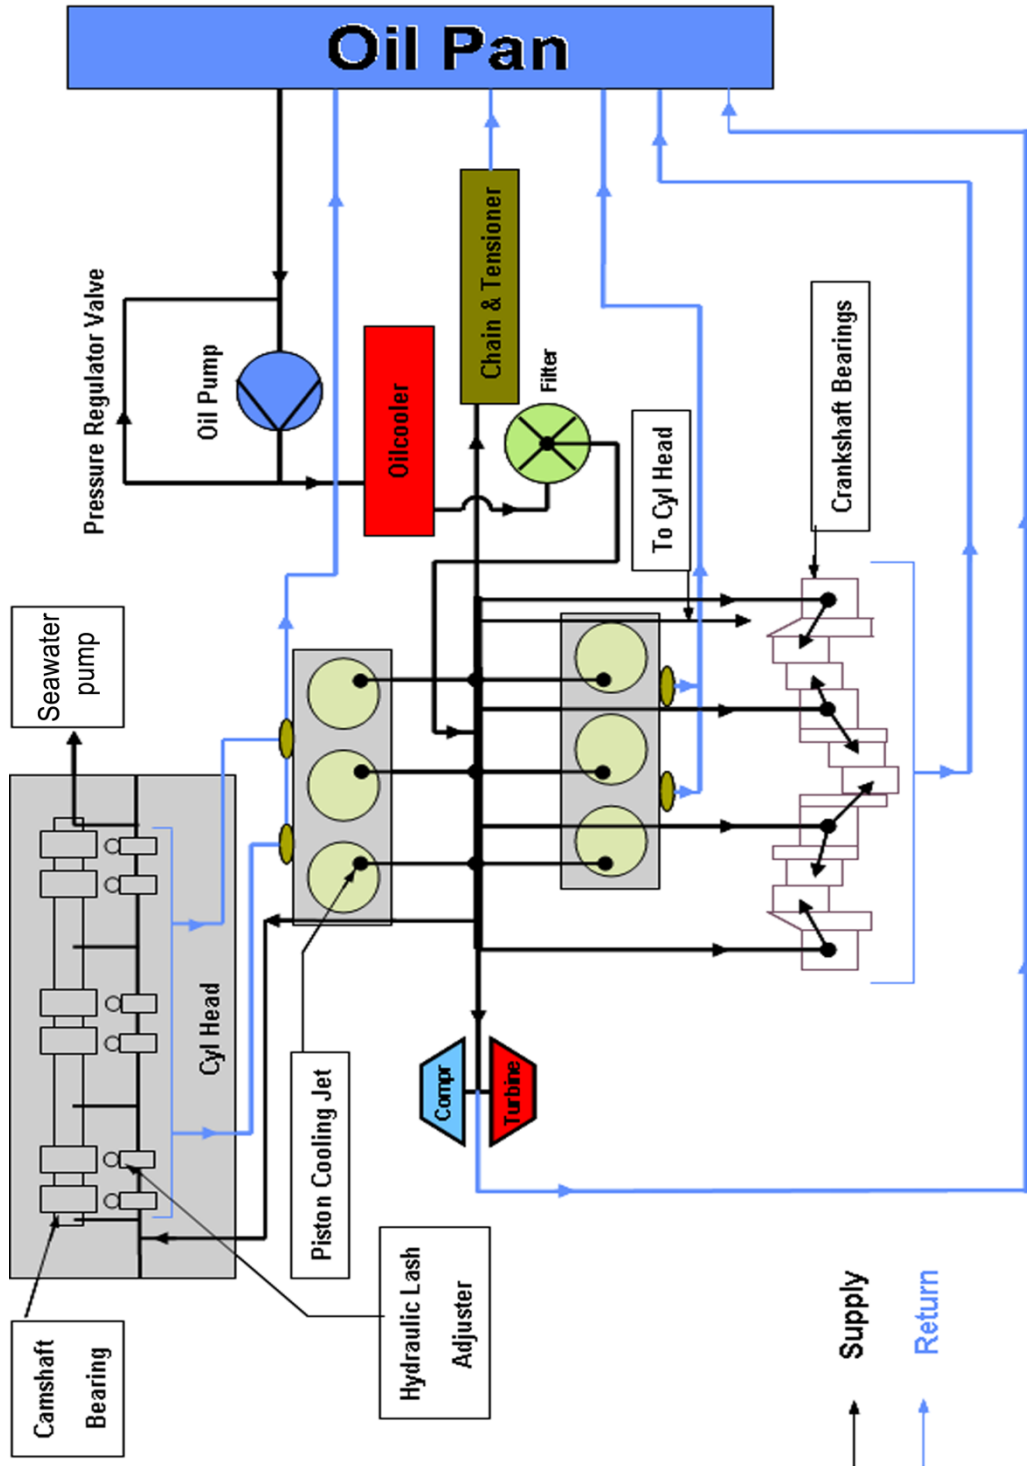 Oil Pan
Pressure Regulator Valve
Oil Pump
Oilcooler
Chain & Tensioner
Filter
To Cyl Head
Crankshaft Bearings
Seawater
pump
Cyl Head
Piston Cooling Jet
Compr
Turbine
Camshaft
Bearing
Hydraulic Lash
Adjuster
Supply
Return